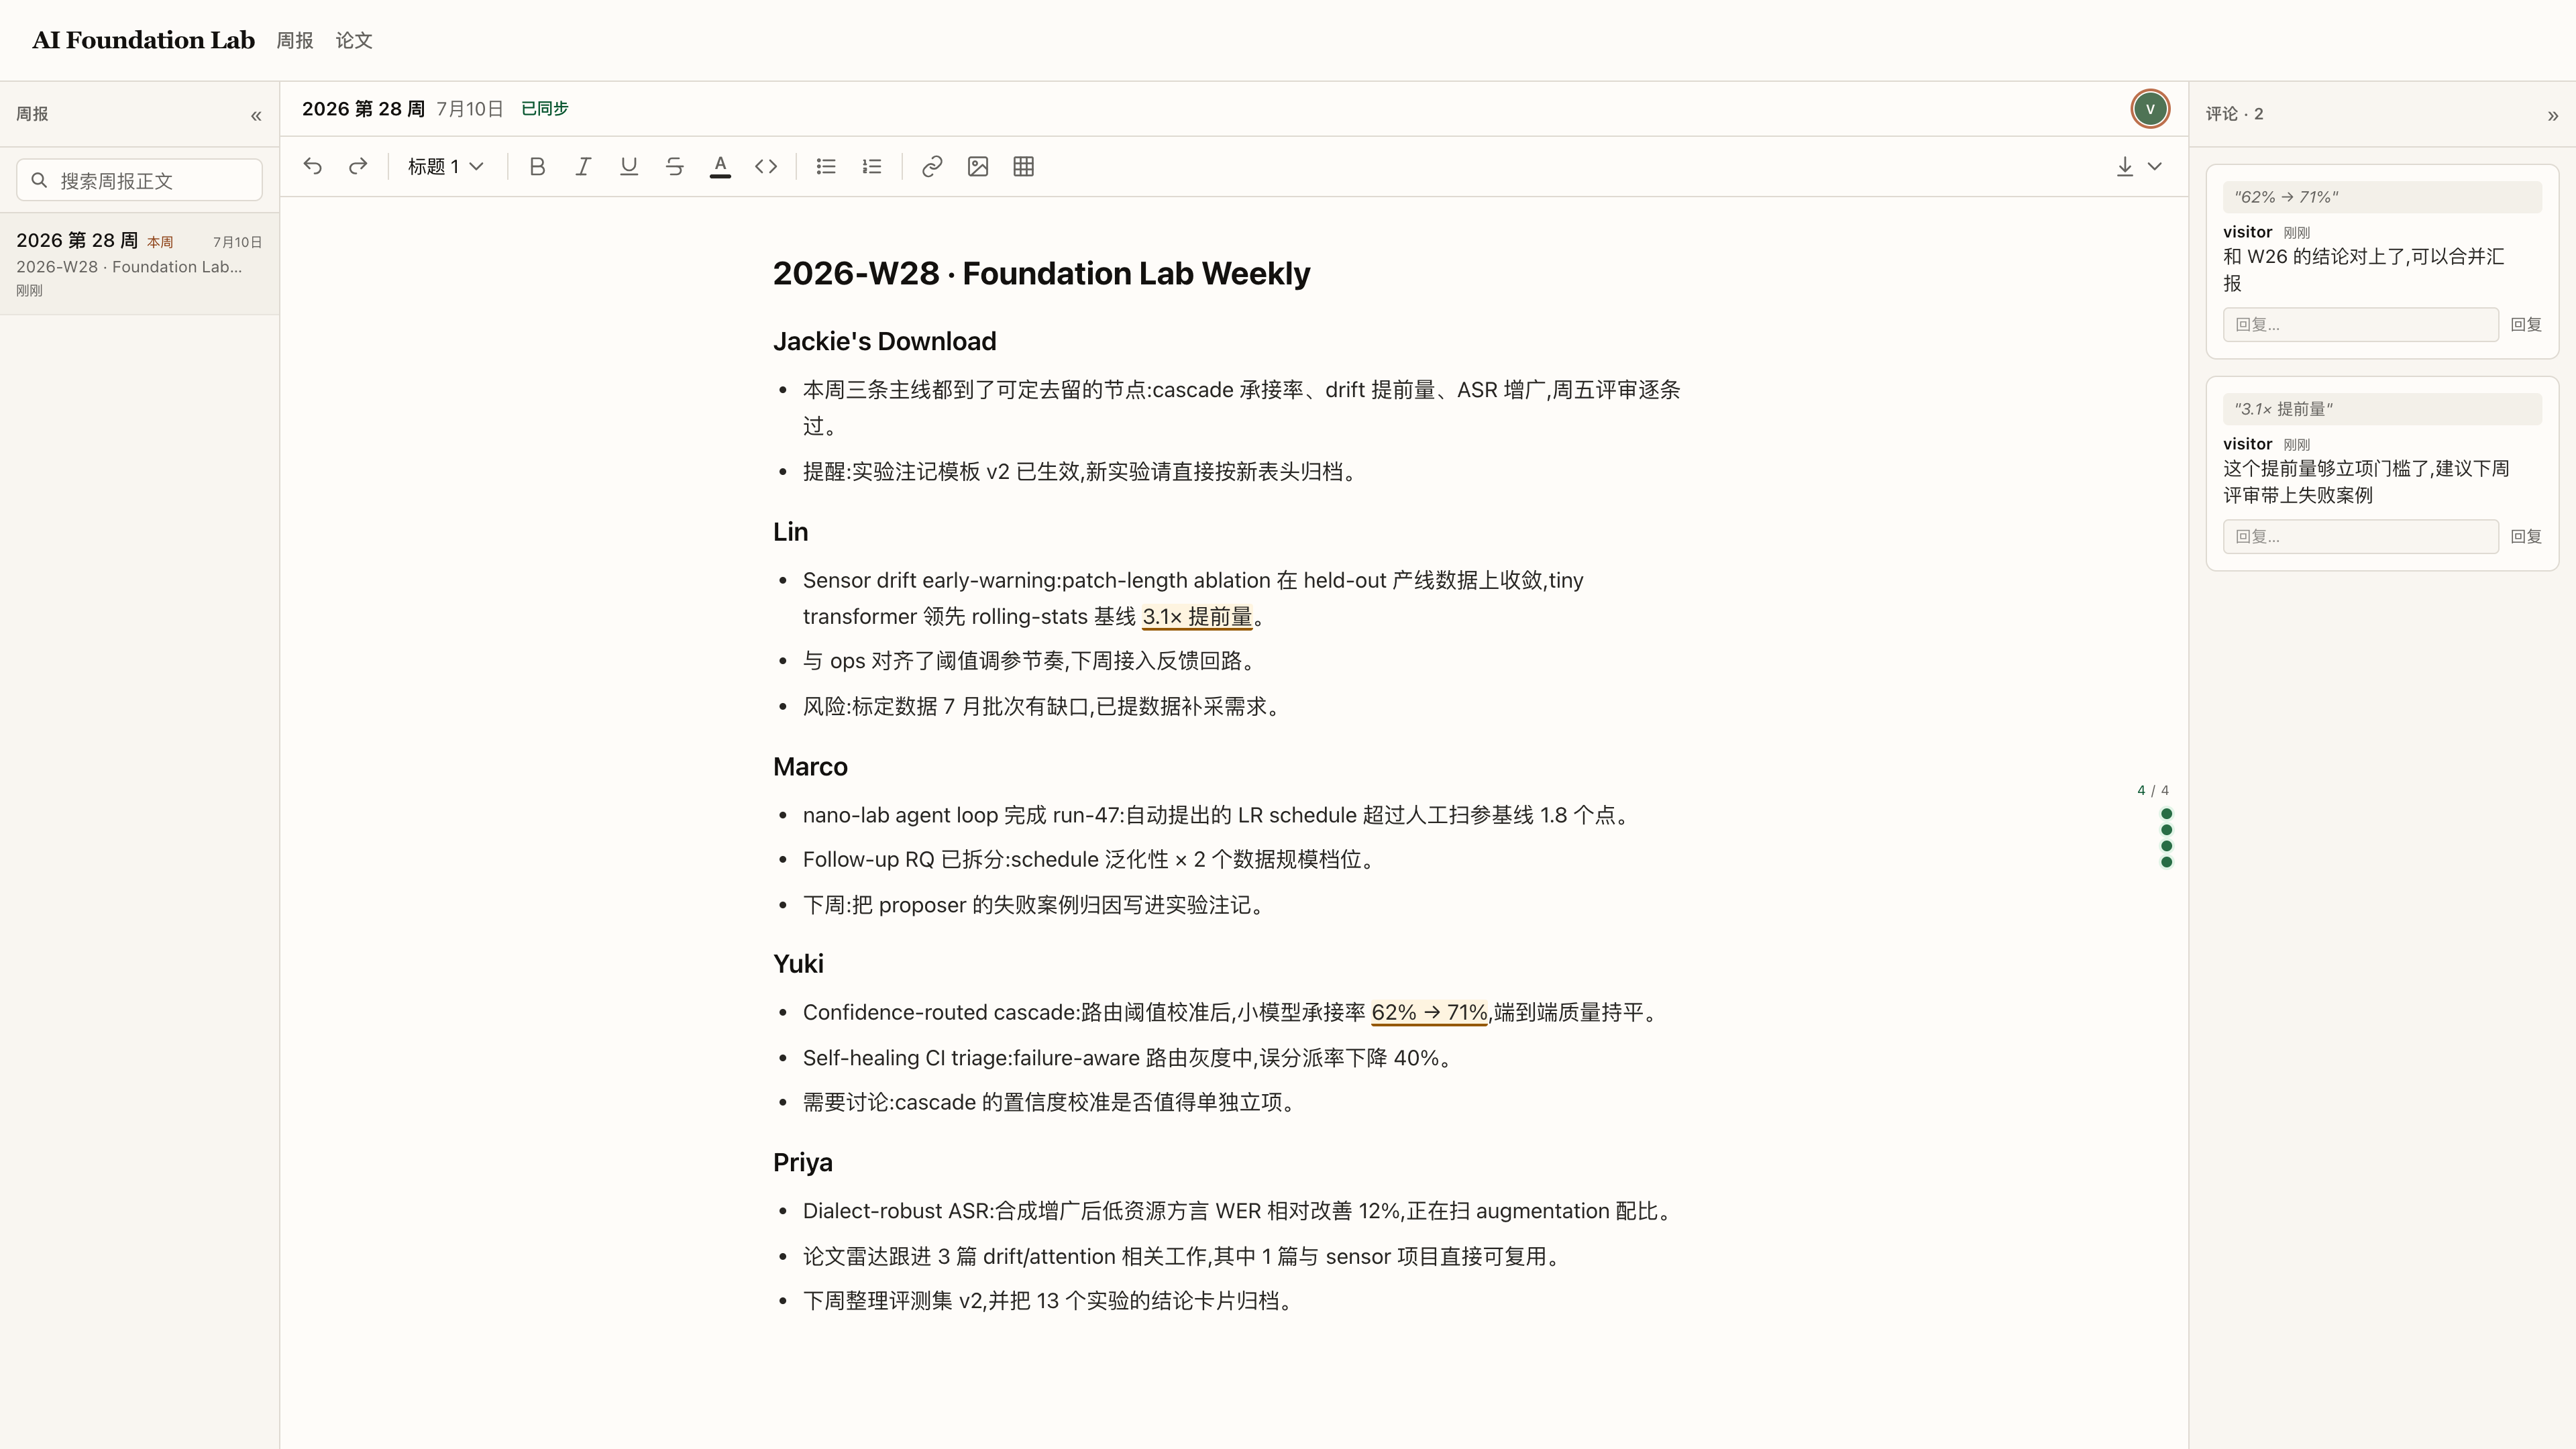 AI Foundation Lab 周报 论文
周报 «
搜索周报正文
2026 第 28 周 本周 7月10日
2026-W28 · Foundation Lab...
刚刚
2026 第 28 周 7月10日 已同步 V
标题 1 B I U S A <>
2026-W28 · Foundation Lab Weekly
Jackie's Download
• 本周三条主线都到了可定去留的节点:cascade 承接率、drift 提前量、ASR 增广,周五评审逐条
过。
• 提醒:实验注记模板 v2 已生效,新实验请直接按新表头归档。
Lin
• Sensor drift early-warning:patch-length ablation 在 held-out 产线数据上收敛,tiny
transformer 领先 rolling-stats 基线 3.1× 提前量。
• 与 ops 对齐了阈值调参节奏,下周接入反馈回路。
• 风险:标定数据 7 月批次有缺口,已提数据补采需求。
Marco
• nano-lab agent loop 完成 run-47:自动提出的 LR schedule 超过人工扫参基线 1.8 个点。
• Follow-up RQ 已拆分:schedule 泛化性 × 2 个数据规模档位。
• 下周:把 proposer 的失败案例归因写进实验注记。
Yuki
• Confidence-routed cascade:路由阈值校准后,小模型承接率 62% → 71%,端到端质量持平。
• Self-healing CI triage:failure-aware 路由灰度中,误分派率下降 40%。
• 需要讨论:cascade 的置信度校准是否值得单独立项。
Priya
• Dialect-robust ASR:合成增广后低资源方言 WER 相对改善 12%,正在扫 augmentation 配比。
• 论文雷达跟进 3 篇 drift/attention 相关工作,其中 1 篇与 sensor 项目直接可复用。
• 下周整理评测集 v2,并把 13 个实验的结论卡片归档。
4 / 4
评论 · 2 »
"62% → 71%"
visitor 刚刚
和 W26 的结论对上了,可以合并汇
报
回复... 回复
"3.1× 提前量"
visitor 刚刚
这个提前量够立项门槛了,建议下周
评审带上失败案例
回复... 回复